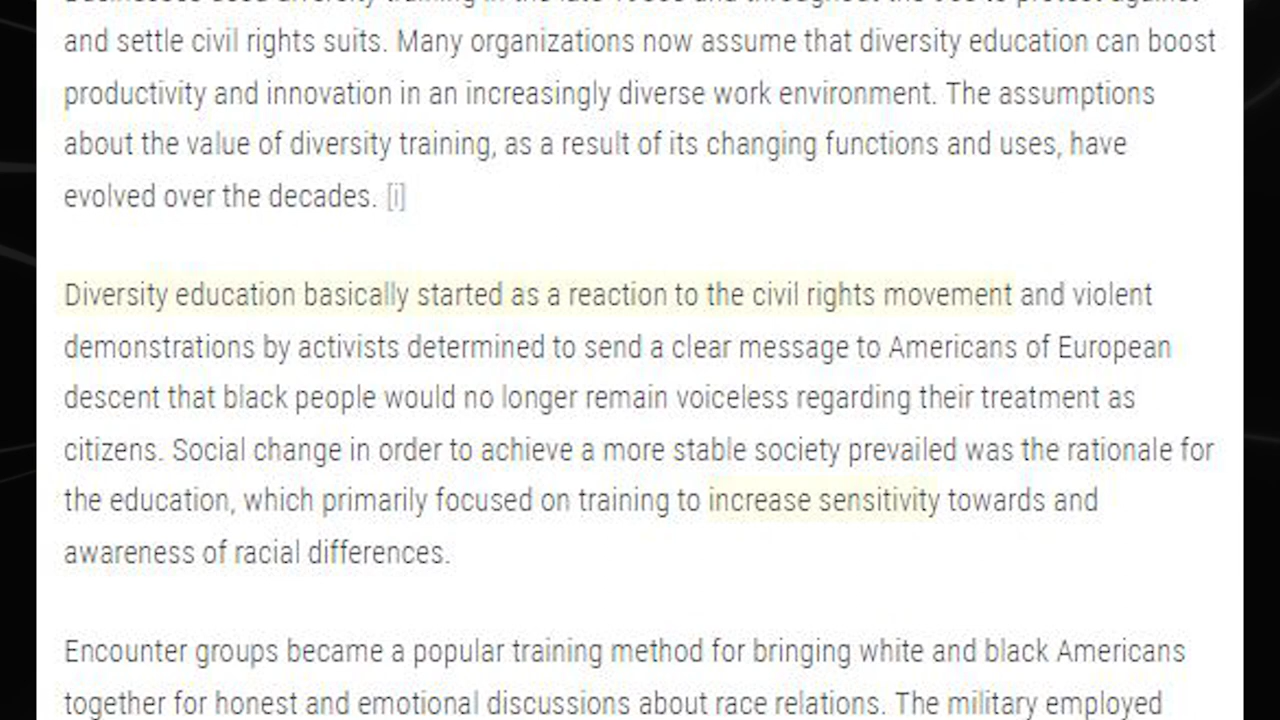 and settle civil rights suits. Many organizations now assume that diversity education can boost
productivity and innovation in an increasingly diverse work environment. The assumptions
about the value of diversity training, as a result of its changing functions and uses, have
evolved over the decades. [i]
Diversity education basically started as a reaction to the civil rights movement and violent
demonstrations by activists determined to send a clear message to Americans of European
descent that black people would no longer remain voiceless regarding their treatment as
citizens. Social change in order to achieve a more stable society prevailed was the rationale for
the education, which primarily focused on training to increase sensitivity towards and
awareness of racial differences.
Encounter groups became a popular training method for bringing white and black Americans
together for honest and emotional discussions about race relations. The military employed